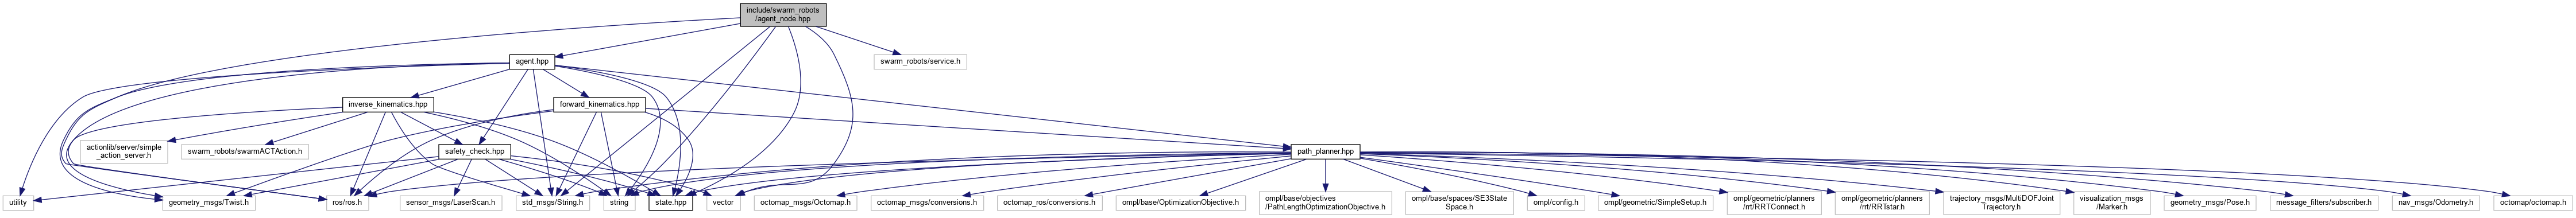 include/swarm_robots
/agent_node.hpp
agent.hpp
swarm_robots/service.h
inverse_kinematics.hpp
forward_kinematics.hpp
actionlib/server/simple
_action_server.h
swarm_robots/swarmACTAction.h
safety_check.hpp
path_planner.hpp
utility
geometry_msgs/Twist.h
ros/ros.h
sensor_msgs/LaserScan.h
std_msgs/String.h
string
state.hpp
vector
octomap_msgs/Octomap.h
octomap_msgs/conversions.h
octomap_ros/conversions.h
ompl/base/OptimizationObjective.h
ompl/base/objectives
/PathLengthOptimizationObjective.h
ompl/base/spaces/SE3State
Space.h
ompl/config.h
ompl/geometric/SimpleSetup.h
ompl/geometric/planners
/rrt/RRTConnect.h
ompl/geometric/planners
/rrt/RRTstar.h
trajectory_msgs/MultiDOFJoint
Trajectory.h
visualization_msgs
/Marker.h
geometry_msgs/Pose.h
message_filters/subscriber.h
nav_msgs/Odometry.h
octomap/octomap.h